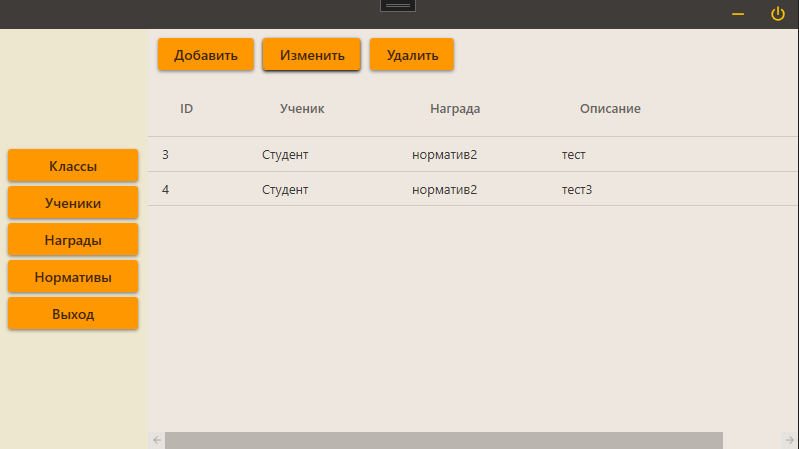 Добавить Изменить Удалить
ID Ученик Награда Описание
3 Студент норматив2 тест
4 Студент норматив2 тест3
Классы
Ученики
Награды
Нормативы
Выход